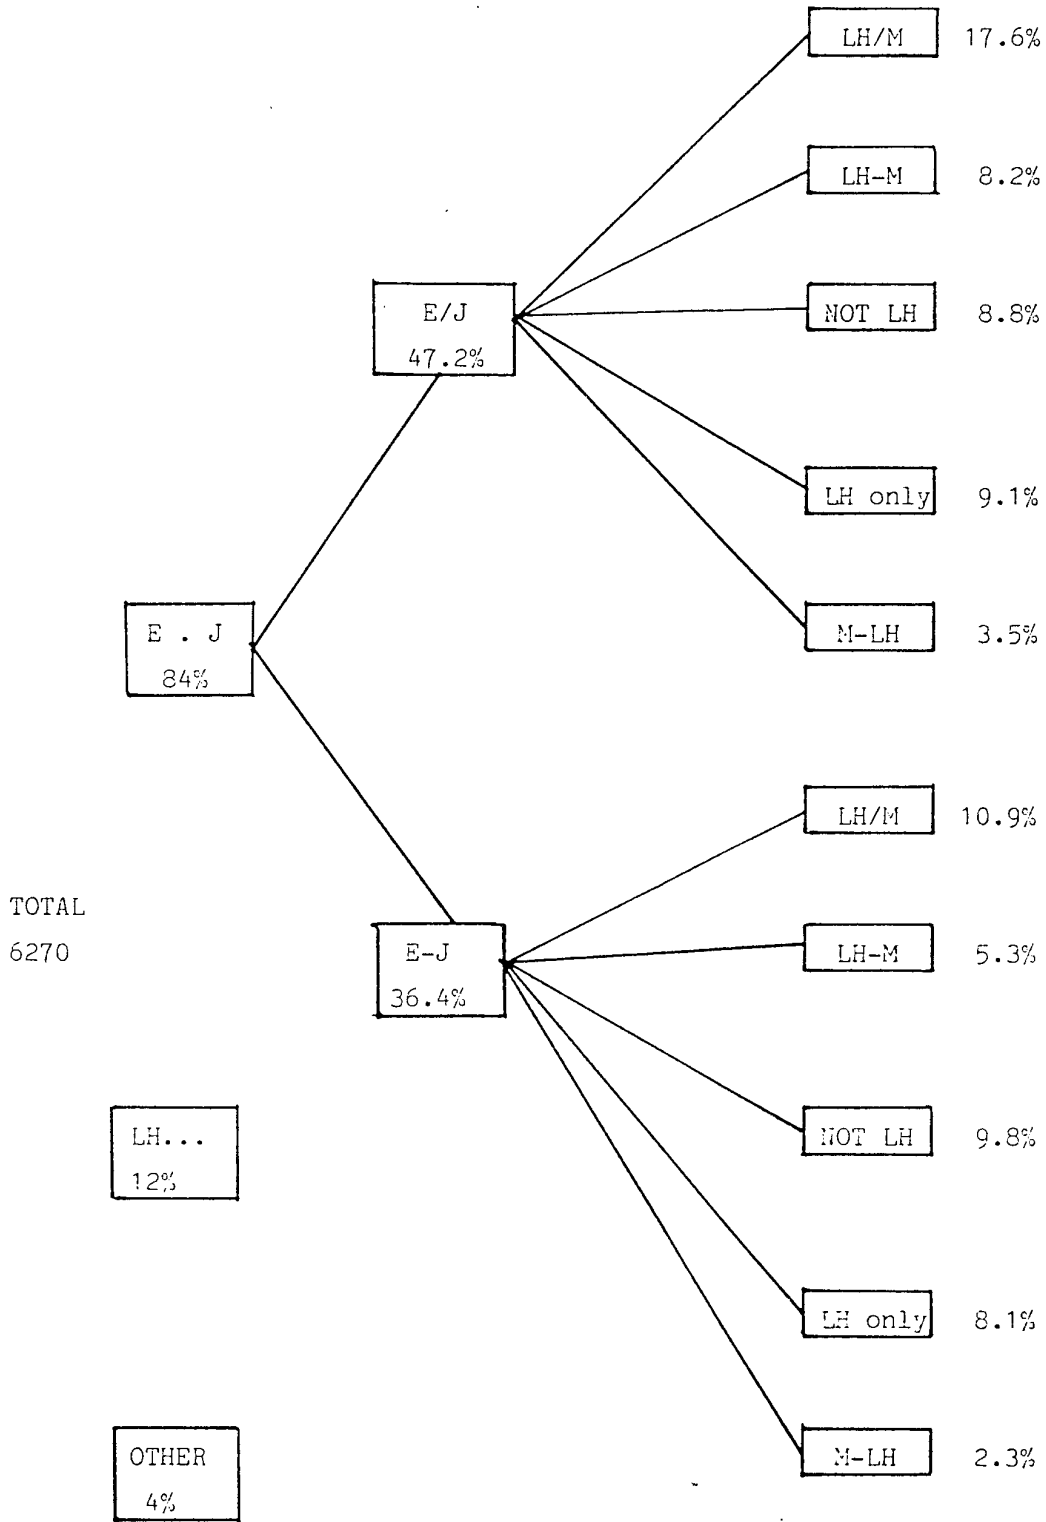 LH/M 17.6%
LH-M 8.2%
E/J
47.2%
NOT LH 8.8%
LH only 9.1%
E . J
84%
M-LH 3.5%
LH/M 10.9%
TOTAL
6270
E-J
36.4%
LH-M 5.3%
LH...
12%
NOT LH 9.8%
LH only 8.1%
OTHER
4%
M-LH 2.3%